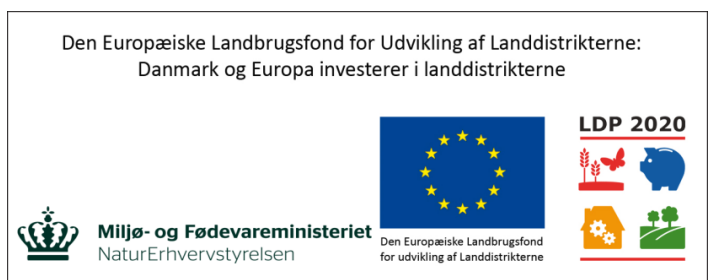 Den Europæiske Landbrugsfond for Udvikling af Landdistrikterne:
Danmark og Europa investerer i landdistrikterne
LDP 2020
Miljø- og Fødevareministeriet
NaturErhvervstyrelsen
Den Europæiske Landbrugsfond
for udvikling af Landdistrikterne